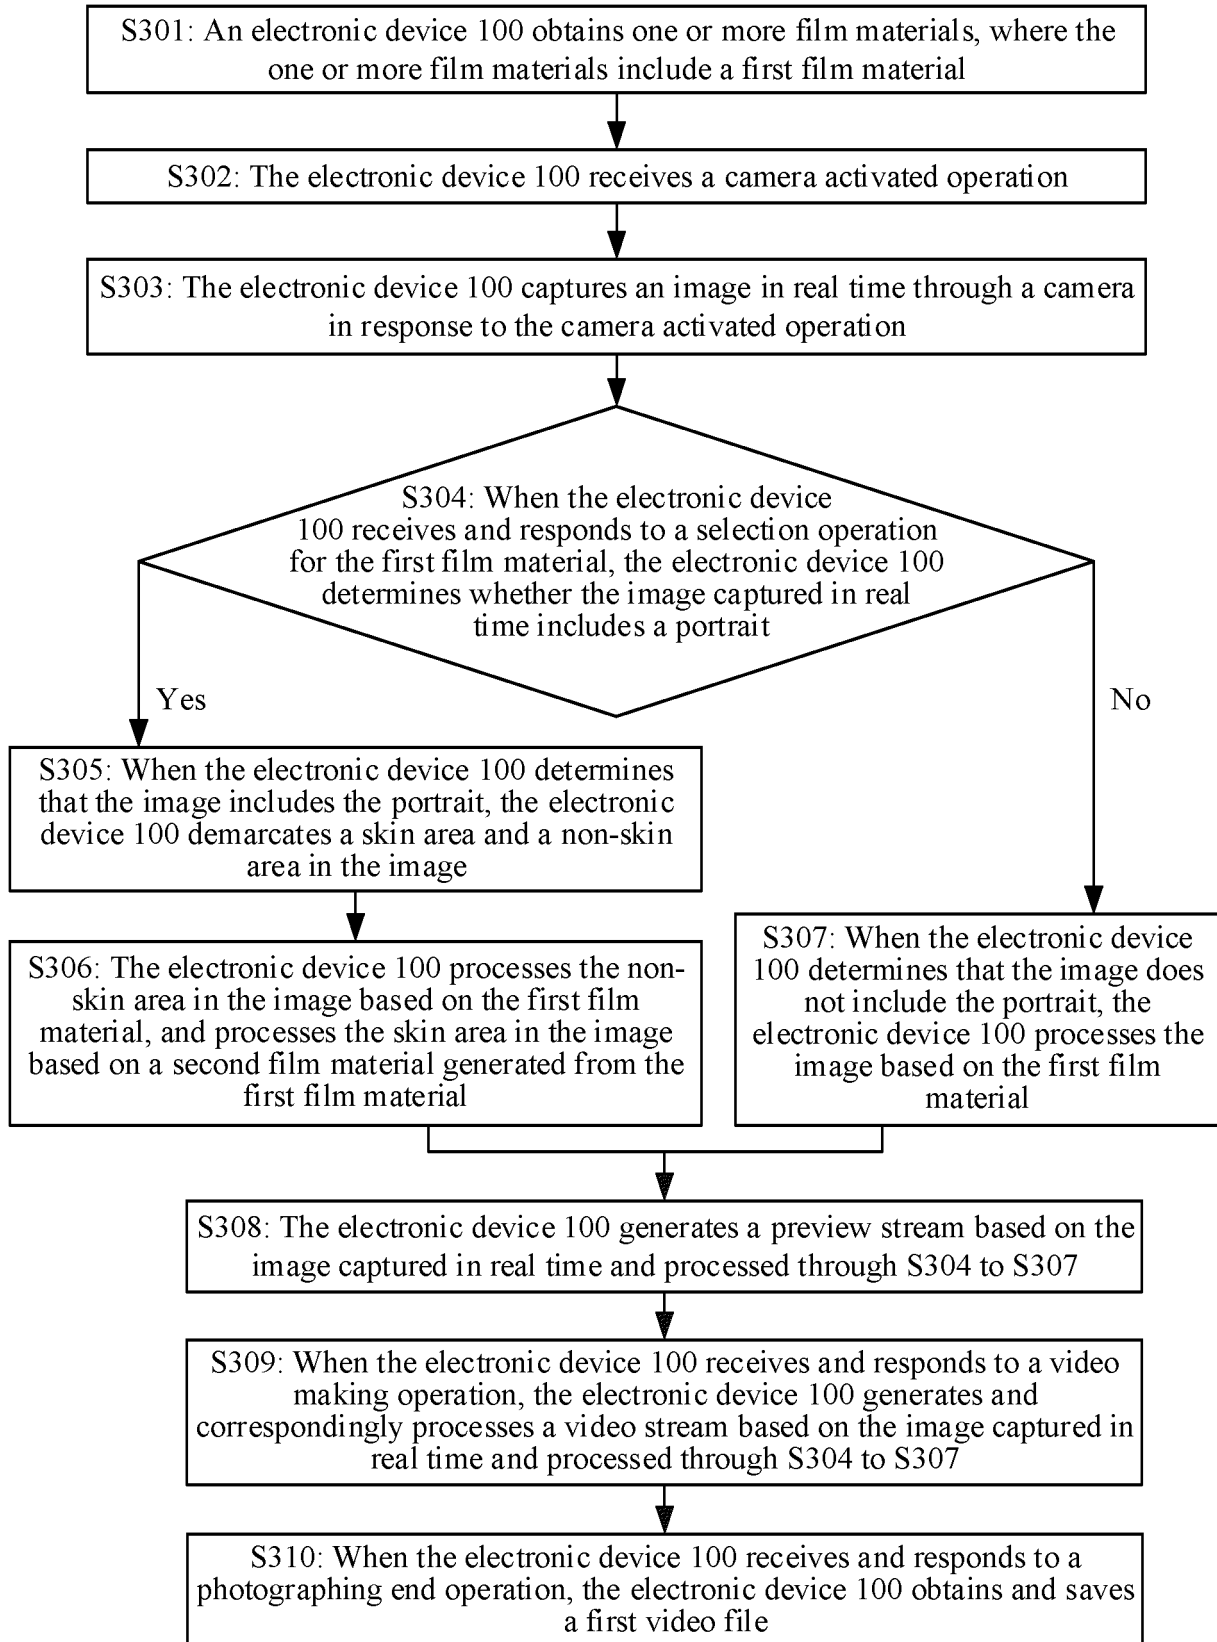 S301: An electronic device 100 obtains one or more film materials, where the
one or more film materials include a first film material
S302: The electronic device 100 receives a camera activated operation
S303: The electronic device 100 captures an image in real time through a camera
in response to the camera activated operation
S304: When the electronic device
100 receives and responds to a selection operation
for the first film material, the electronic device 100
determines whether the image captured in real
time includes a portrait
Yes
No
S305: When the electronic device 100 determines
that the image includes the portrait, the electronic
device 100 demarcates a skin area and a non-skin
area in the image
S306: The electronic device 100 processes the non-
skin area in the image based on the first film
material, and processes the skin area in the image
based on a second film material generated from the
first film material
S307: When the electronic device
100 determines that the image does
not include the portrait, the
electronic device 100 processes the
image based on the first film
material
S308: The electronic device 100 generates a preview stream based on the
image captured in real time and processed through S304 to S307
S309: When the electronic device 100 receives and responds to a video
making operation, the electronic device 100 generates and
correspondingly processes a video stream based on the image captured in
real time and processed through S304 to S307
S310: When the electronic device 100 receives and responds to a
photographing end operation, the electronic device 100 obtains and saves
a first video file